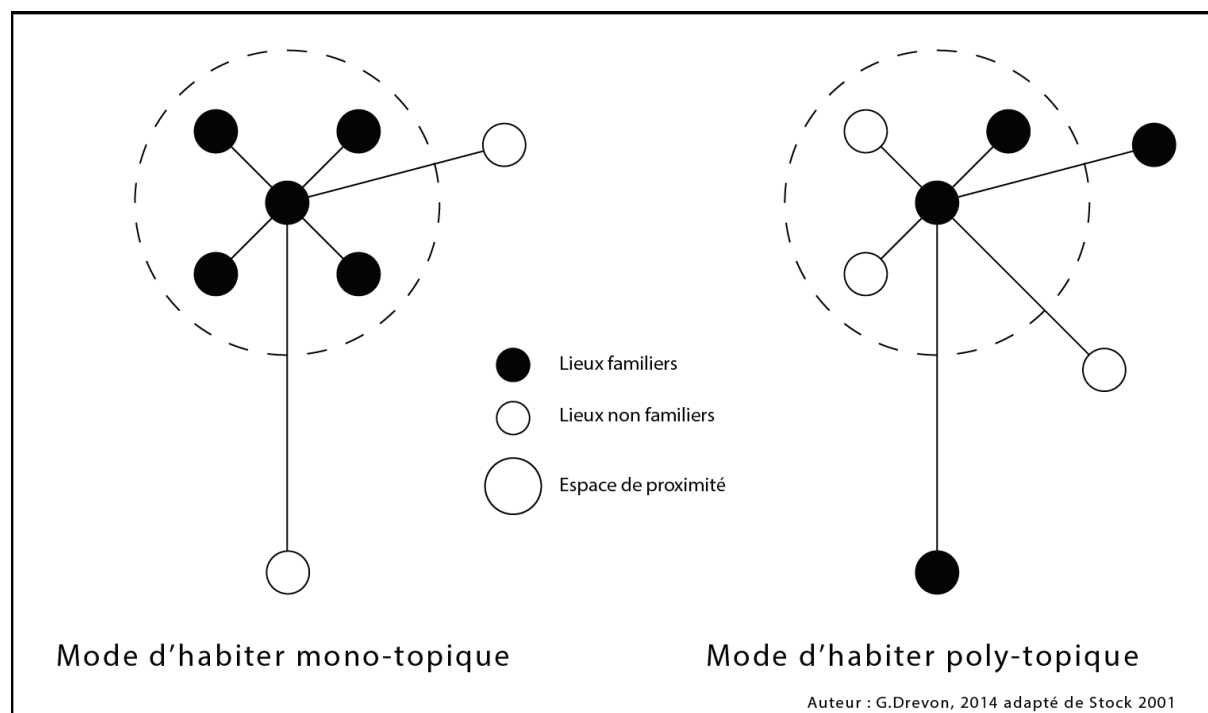 Lieux familiers
Lieux non familiers
Espace de proximité
Mode d'habiter mono-topique
Mode d'habiter poly-topique
Auteur : G.Drevon, 2014 adapté de Stock 2001